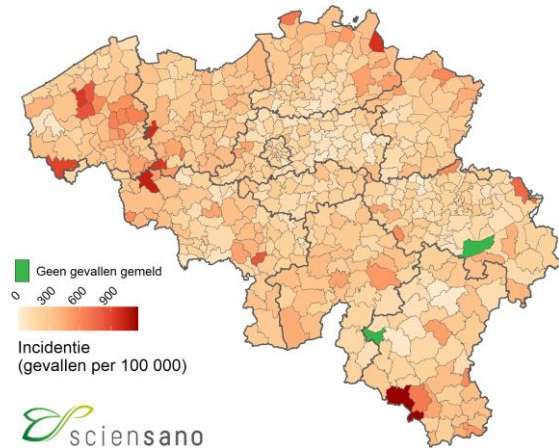 Geen gevallen gemeld
0 300 600 900
Incidentie
(gevallen per 100 000)
sciensano